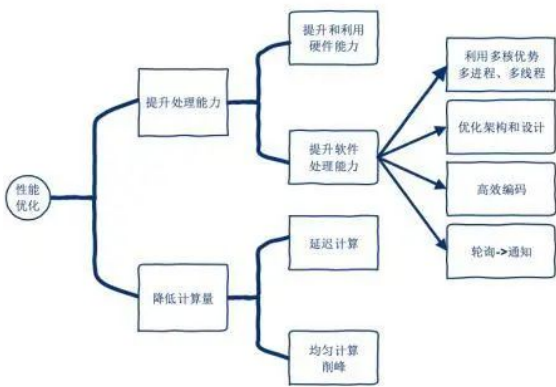 性能
优化
提升处理能力
降低计算量
提升和利用
硬件能力
提升软件
处理能力
延迟计算
均匀计算
削峰
利用多核优势
多进程、多线程
优化架构和设计
高效编码
轮询->通知